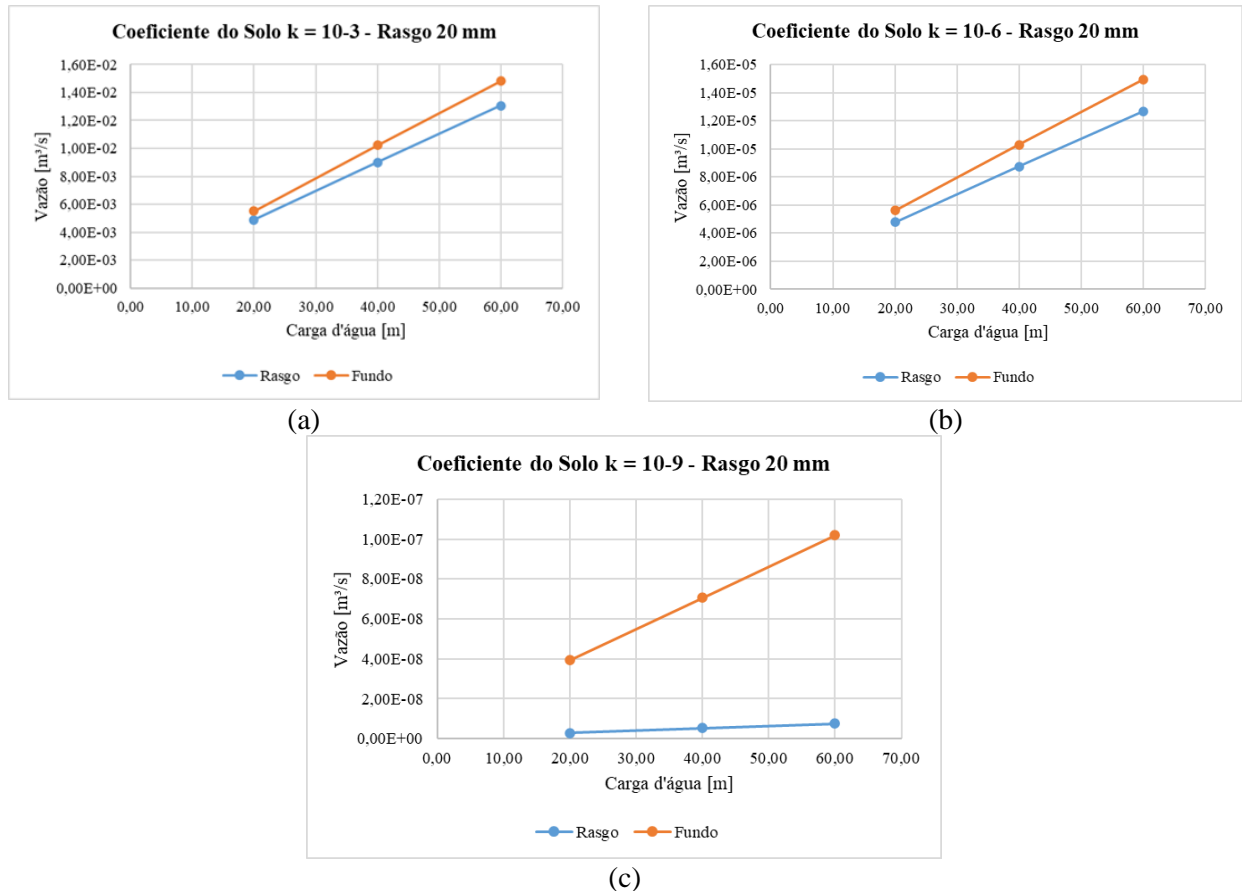 Coeficiente do Solo k = 10-3 - Rasgo 20 mm
1,60E-02
1,40E-02
1,20E-02
1,00E-02
8,00E-03
6,00E-03
4,00E-03
2,00E-03
0,00E+00
Vazão [m³/s]
0,00 10,00 20,00 30,00 40,00 50,00 60,00 70,00
Carga d'água [m]
Rasgo Fundo
(a)
Coeficiente do Solo k = 10-6 - Rasgo 20 mm
1,60E-05
1,40E-05
1,20E-05
1,00E-05
8,00E-06
6,00E-06
4,00E-06
2,00E-06
0,00E+00
Vazão [m³/s]
0,00 10,00 20,00 30,00 40,00 50,00 60,00 70,00
Carga d'água [m]
Rasgo Fundo
(b)
Coeficiente do Solo k = 10-9 - Rasgo 20 mm
1,20E-07
1,00E-07
8,00E-08
6,00E-08
4,00E-08
2,00E-08
0,00E+00
Vazão [m³/s]
0,00 10,00 20,00 30,00 40,00 50,00 60,00 70,00
Carga d'água [m]
Rasgo Fundo
(c)